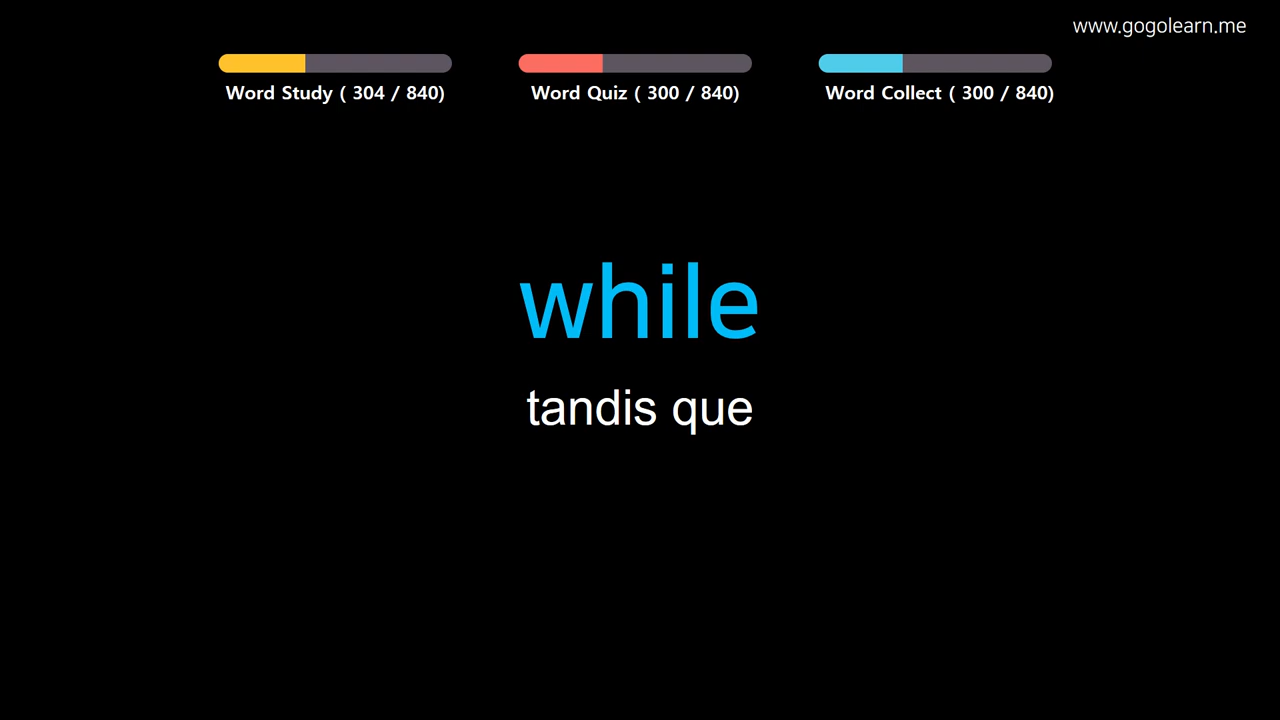 www.gogolearn.me
Word Study ( 304 / 840)
Word Quiz ( 300 / 840)
Word Collect ( 300 / 840)
while
tandis que